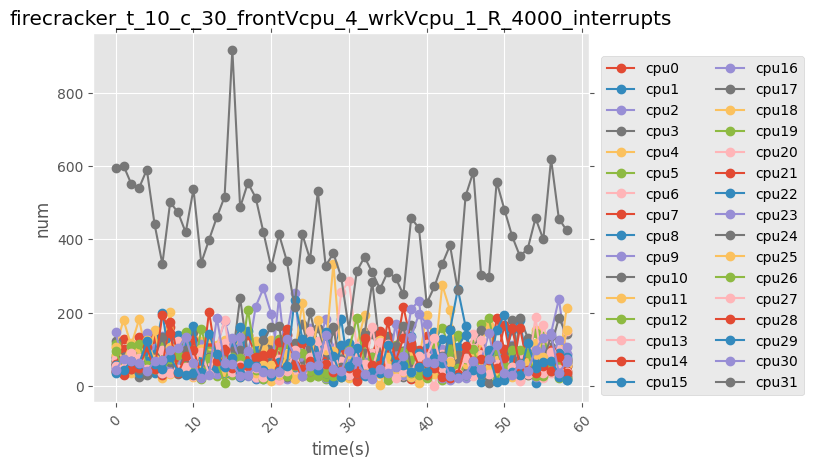 firecracker_t_10_c_30_frontVcpu_4_wrkVcpu_1_R_4000_interrupts
800
600
400
200
0
num
0
10
20
30
40
50
60
time(s)
cpu0
cpu1
cpu2
cpu3
cpu4
cpu5
cpu6
cpu7
cpu8
cpu9
cpu10
cpu11
cpu12
cpu13
cpu14
cpu15
cpu16
cpu17
cpu18
cpu19
cpu20
cpu21
cpu22
cpu23
cpu24
cpu25
cpu26
cpu27
cpu28
cpu29
cpu30
cpu31